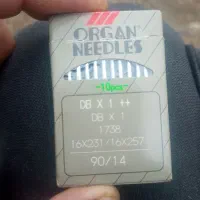 ORGAN
NEEDLES
-10pcs-
DB X 1 ++
DB X 1
1738
16X231/16X257
90/14